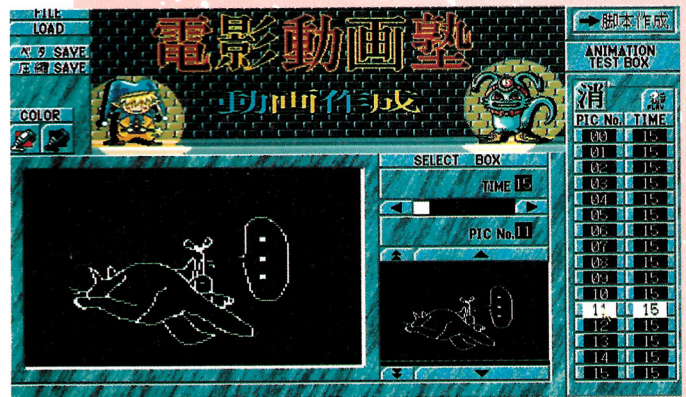 FILE
LOAD
ベタ SAVE
圧縮 SAVE
COLOR
電影動画塾
動画作成
→脚本作成
ANIMATION
TEST BOX
消
PIC No. TIME
00 15
01 15
02 15
03 15
04 15
05 15
06 15
07 15
08 15
09 15
10 15
11 15
12 15
13 15
14 15
15 15
SELECT BOX
TIME 15
PIC No. 11